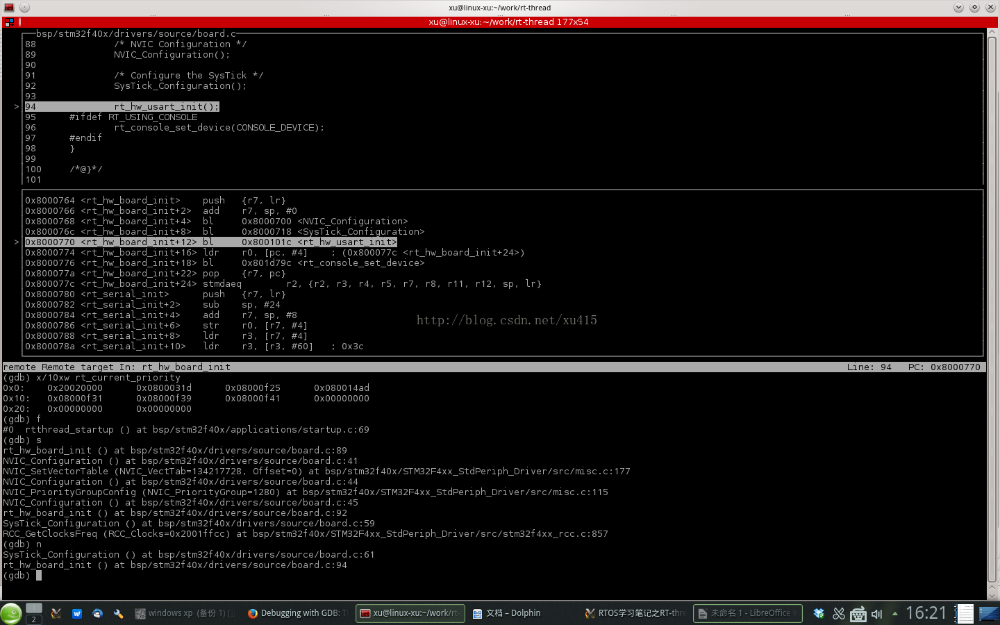 xu@linux-xu:~/work/rt-thread
xu@linux-xu:~/work/rt-thread 177x54
bsp/stm32f40x/drivers/source/board.c
88 /* NVIC Configuration */
89 NVIC_Configuration();
90
91 /* Configure the SysTick */
92 SysTick_Configuration();
93
> 94 rt_hw_usart_init();
95 #ifdef RT_USING_CONSOLE
96 rt_console_set_device(CONSOLE_DEVICE);
97 #endif
98 }
99
100 /*@}*/
101
0x8000764 <rt_hw_board_init> push {r7, lr}
0x8000766 <rt_hw_board_init+2> add r7, sp, #0
0x8000768 <rt_hw_board_init+4> bl 0x8000700 <NVIC_Configuration>
0x800076c <rt_hw_board_init+8> bl 0x8000718 <SysTick_Configuration>
> 0x8000770 <rt_hw_board_init+12> bl 0x800101c <rt_hw_usart_init>
0x8000774 <rt_hw_board_init+16> ldr r0, [pc, #4] ; (0x800077c <rt_hw_board_init+24>)
0x8000776 <rt_hw_board_init+18> bl 0x801d79c <rt_console_set_device>
0x800077a <rt_hw_board_init+22> pop {r7, pc}
0x800077c <rt_hw_board_init+24> stmdaeq r2, {r2, r3, r4, r5, r7, r8, r11, r12, sp, lr}
0x8000780 <rt_serial_init> push {r7, lr}
0x8000782 <rt_serial_init+2> sub sp, #24
0x8000784 <rt_serial_init+4> add r7, sp, #8
0x8000786 <rt_serial_init+6> str r0, [r7, #4]
0x8000788 <rt_serial_init+8> ldr r3, [r7, #4]
0x800078a <rt_serial_init+10> ldr r3, [r3, #60] ; 0x3c
http://blog.csdn.net/xu415
remote Remote target In: rt_hw_board_init Line: 94 PC: 0x8000770
(gdb) x/10xw rt_current_priority
0x0: 0x20020000 0x0800031d 0x08000f25 0x080014ad
0x10: 0x08000f31 0x08000f39 0x08000f41 0x00000000
0x20: 0x00000000 0x00000000
(gdb) f
#0 rtthread_startup () at bsp/stm32f40x/applications/startup.c:69
(gdb) s
rt_hw_board_init () at bsp/stm32f40x/drivers/source/board.c:89
NVIC_Configuration () at bsp/stm32f40x/drivers/source/board.c:41
NVIC_SetVectorTable (NVIC_VectTab=134217728, Offset=0) at bsp/stm32f40x/STM32F4xx_StdPeriph_Driver/src/misc.c:177
NVIC_Configuration () at bsp/stm32f40x/drivers/source/board.c:44
NVIC_PriorityGroupConfig (NVIC_PriorityGroup=1280) at bsp/stm32f40x/STM32F4xx_StdPeriph_Driver/src/misc.c:115
NVIC_Configuration () at bsp/stm32f40x/drivers/source/board.c:45
rt_hw_board_init () at bsp/stm32f40x/drivers/source/board.c:92
SysTick_Configuration () at bsp/stm32f40x/drivers/source/board.c:59
RCC_GetClocksFreq (RCC_Clocks=0x2001ffcc) at bsp/stm32f40x/STM32F4xx_StdPeriph_Driver/src/stm32f4xx_rcc.c:857
(gdb) n
SysTick_Configuration () at bsp/stm32f40x/drivers/source/board.c:61
rt_hw_board_init () at bsp/stm32f40x/drivers/source/board.c:94
(gdb)
1 2 windows xp (备份 1) [ Debugging with GDB: T xu@linux-xu:~/work/rt- 文档 – Dolphin RTOS学习笔记之RT-thr 未命名 1 - LibreOffice 16:21